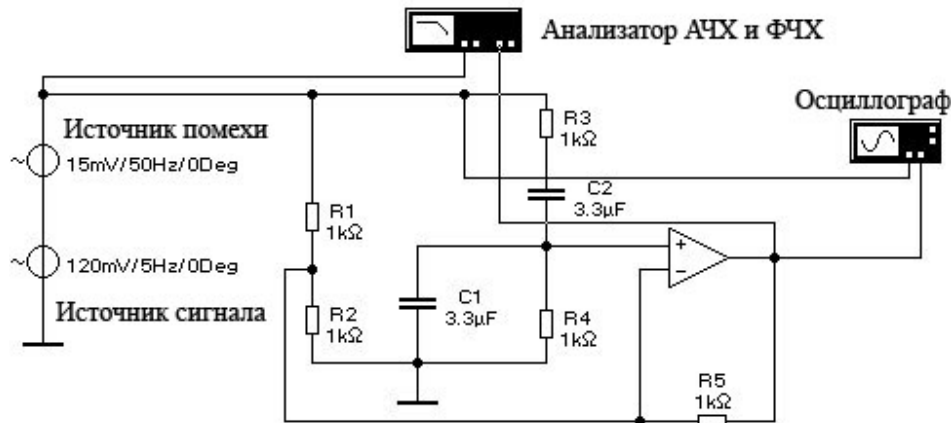 Анализатор АЧХ и ФЧХ
Осциллограф
Источник помехи
15mV/50Hz/0Deg
R3
1kΩ
C2
3.3µF
R1
1kΩ
120mV/5Hz/0Deg
Источник сигнала
R2
1kΩ
C1
3.3µF
R4
1kΩ
R5
1kΩ